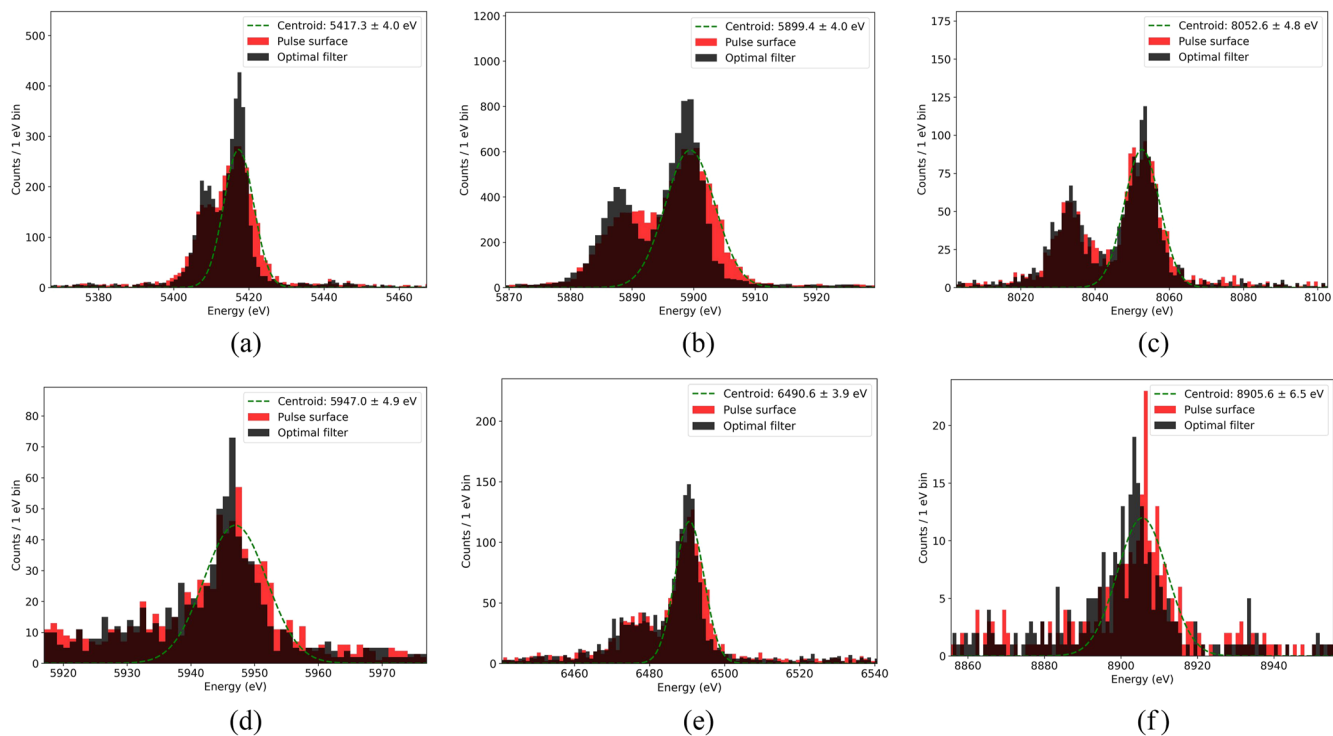 Centroid: 5417.3 ± 4.0 eV
Pulse surface
Optimal filter
500
400
300
200
100
0
Counts / 1 eV bin
5380
5400
5420
5440
5460
Energy (eV)
(a)
Centroid: 5899.4 ± 4.0 eV
Pulse surface
Optimal filter
1200
1000
800
600
400
200
0
Counts / 1 eV bin
5870
5880
5890
5900
5910
5920
Energy (eV)
(b)
Centroid: 8052.6 ± 4.8 eV
Pulse surface
Optimal filter
175
150
125
100
75
50
25
0
Counts / 1 eV bin
8020
8040
8060
8080
8100
Energy (eV)
(c)
Centroid: 5947.0 ± 4.9 eV
Pulse surface
Optimal filter
80
70
60
50
40
30
20
10
0
Counts / 1 eV bin
5920
5930
5940
5950
5960
5970
Energy (eV)
(d)
Centroid: 6490.6 ± 3.9 eV
Pulse surface
Optimal filter
200
150
100
50
0
Counts / 1 eV bin
6460
6480
6500
6520
6540
Energy (eV)
(e)
Centroid: 8905.6 ± 6.5 eV
Pulse surface
Optimal filter
25
20
15
10
5
0
Counts / 1 eV bin
8860
8880
8900
8920
8940
Energy (eV)
(f)